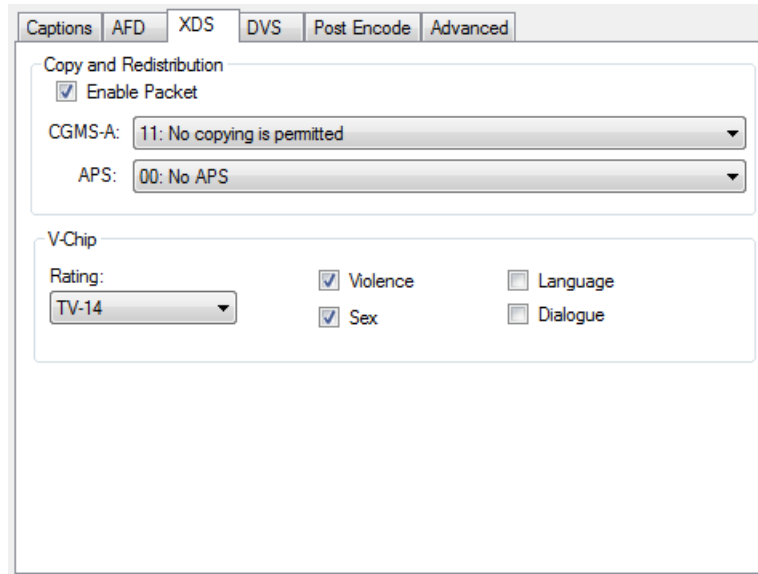 Captions AFD XDS DVS Post Encode Advanced
Copy and Redistribution
Enable Packet
CGMS-A: 11: No copying is permitted
APS: 00: No APS
V-Chip
Rating:
TV-14
Violence Language
Sex Dialogue